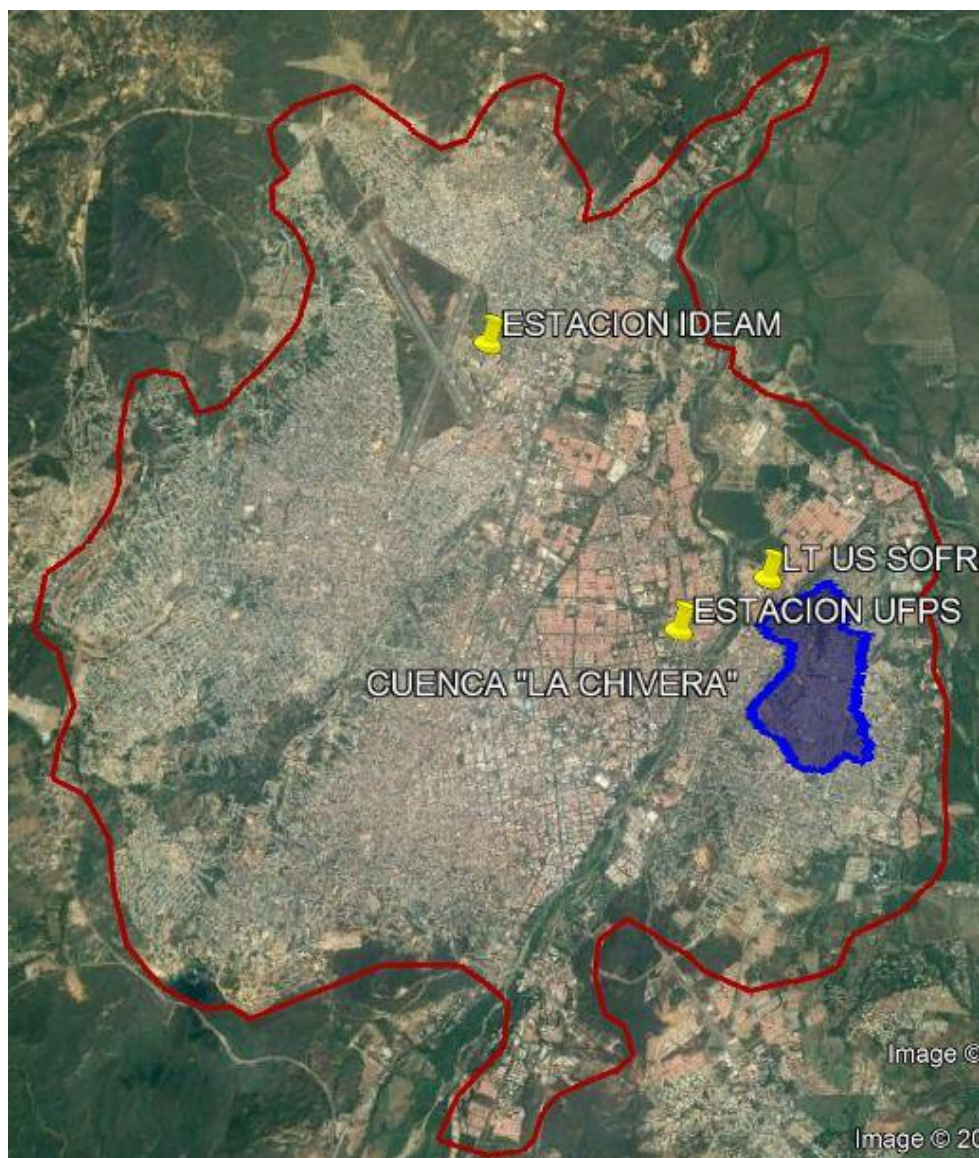 ESTACION IDEAM
LT US SOFR
ESTACION UFPS
CUENCA "LA CHIVERA"
Image ©
Image © 20